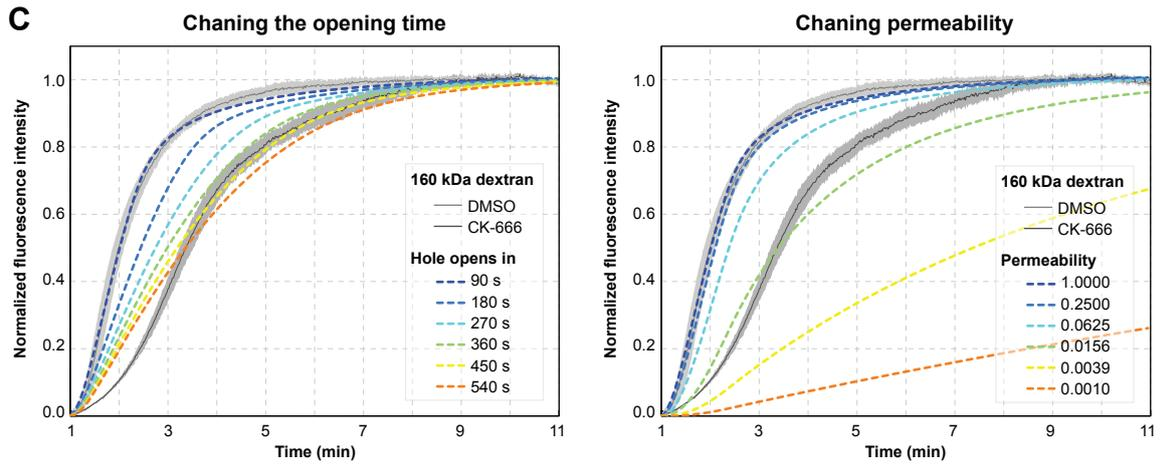 C
Chaning the opening time
Normalized fluorescence intensity
1.0
0.8
0.6
0.4
0.2
0.0
1 3 5 7 9 11
Time (min)
160 kDa dextran
DMSO
CK-666
Hole opens in
90 s
180 s
270 s
360 s
450 s
540 s
Chaning permeability
Normalized fluorescence intensity
1.0
0.8
0.6
0.4
0.2
0.0
1 3 5 7 9 11
Time (min)
160 kDa dextran
DMSO
CK-666
Permeability
1.0000
0.2500
0.0625
0.0156
0.0039
0.0010